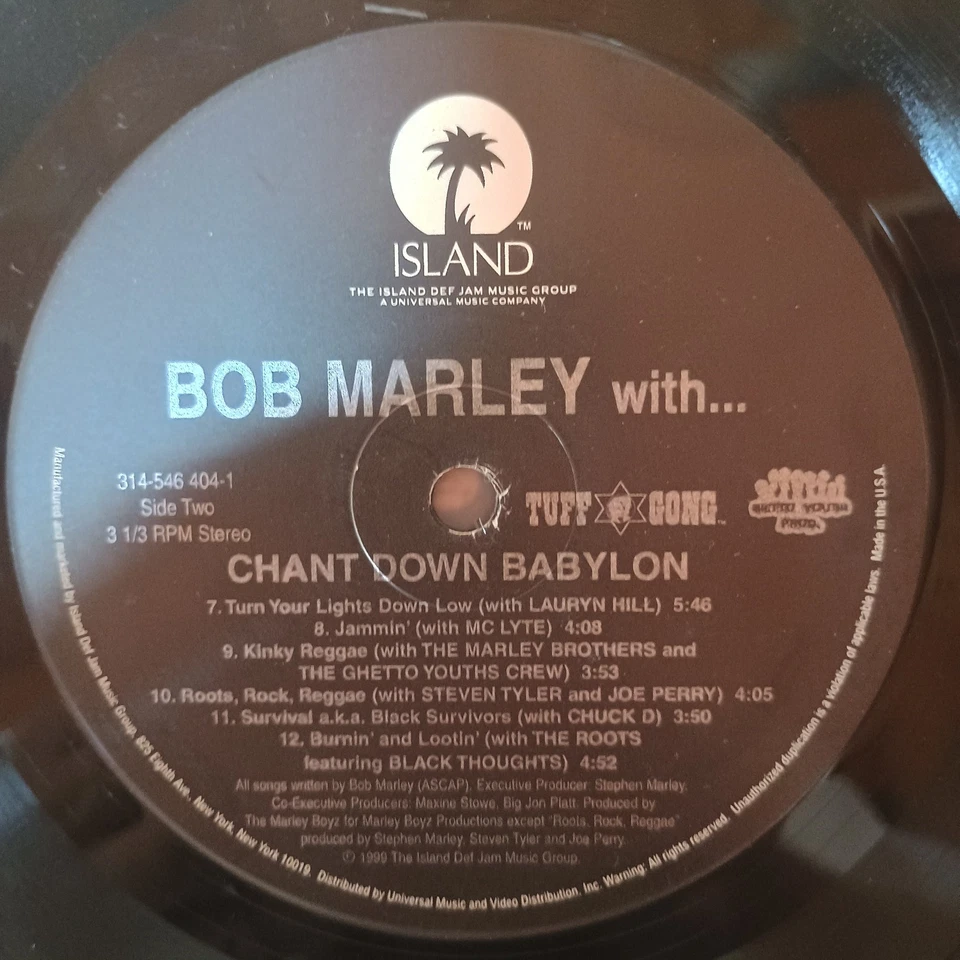 TM
ISLAND
THE ISLAND DEF JAM MUSIC GROUP
A UNIVERSAL MUSIC COMPANY
BOB MARLEY with...
314-546 404-1
Side Two
3 1/3 RPM Stereo
TUFF GONG
GHETTO YOUTHS
PROD.
CHANT DOWN BABYLON
7. Turn Your Lights Down Low (with LAURYN HILL) 5:46
8. Jammin' (with MC LYTE) 4:08
9. Kinky Reggae (with THE MARLEY BROTHERS and
THE GHETTO YOUTHS CREW) 3:53
10. Roots, Rock, Reggae (with STEVEN TYLER and JOE PERRY) 4:05
11. Survival a.k.a. Black Survivors (with CHUCK D) 3:50
12. Burnin' and Lootin' (with THE ROOTS
featuring BLACK THOUGHTS) 4:52
All songs written by Bob Marley (ASCAP). Executive Producer: Stephen Marley.
Co-Executive Producers: Maxine Stowe, Big Jon Platt. Produced by
The Marley Boyz for Marley Boyz Productions except "Roots, Rock, Reggae"
produced by Stephen Marley, Steven Tyler and Joe Perry.
© 1999 The Island Def Jam Music Group.
Manufactured and marketed by Island Def Jam Music Group, 825 Eighth Ave. New York, New York 10019. Distributed by Universal Music and Video Distribution, Inc. Warning: All rights reserved. Unauthorized duplication is a violation of applicable laws. Made in the U.S.A.